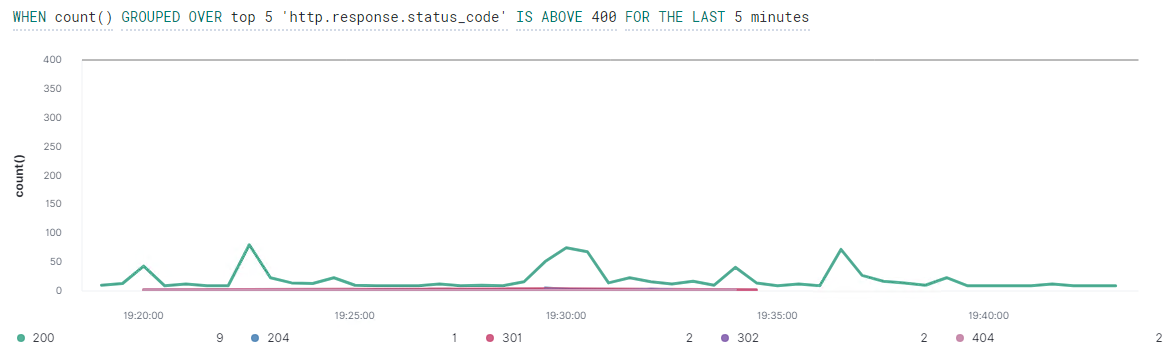 WHEN count() GROUPED OVER top 5 'http.response.status_code' IS ABOVE 400 FOR THE LAST 5 minutes
400
350
300
250
200
150
100
50
0
count()
19:20:00 19:25:00 19:30:00 19:35:00 19:40:00
200 9 204 1 301 2 302 2 404 2